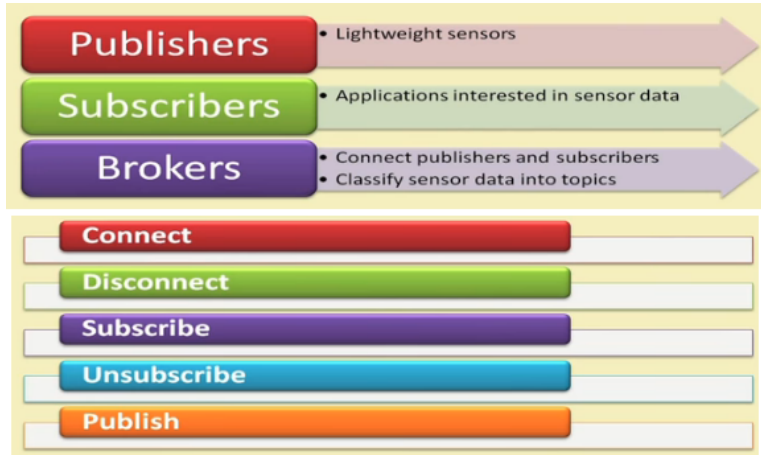 Publishers
• Lightweight sensors
Subscribers
• Applications interested in sensor data
Brokers
• Connect publishers and subscribers
• Classify sensor data into topics
Connect
Disconnect
Subscribe
Unsubscribe
Publish